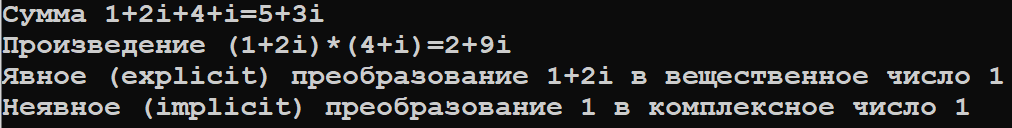 Сумма 1+2i+4+i=5+3i
Произведение (1+2i)*(4+i)=2+9i
Явное (explicit) преобразование 1+2i в вещественное число 1
Неявное (implicit) преобразование 1 в комплексное число 1